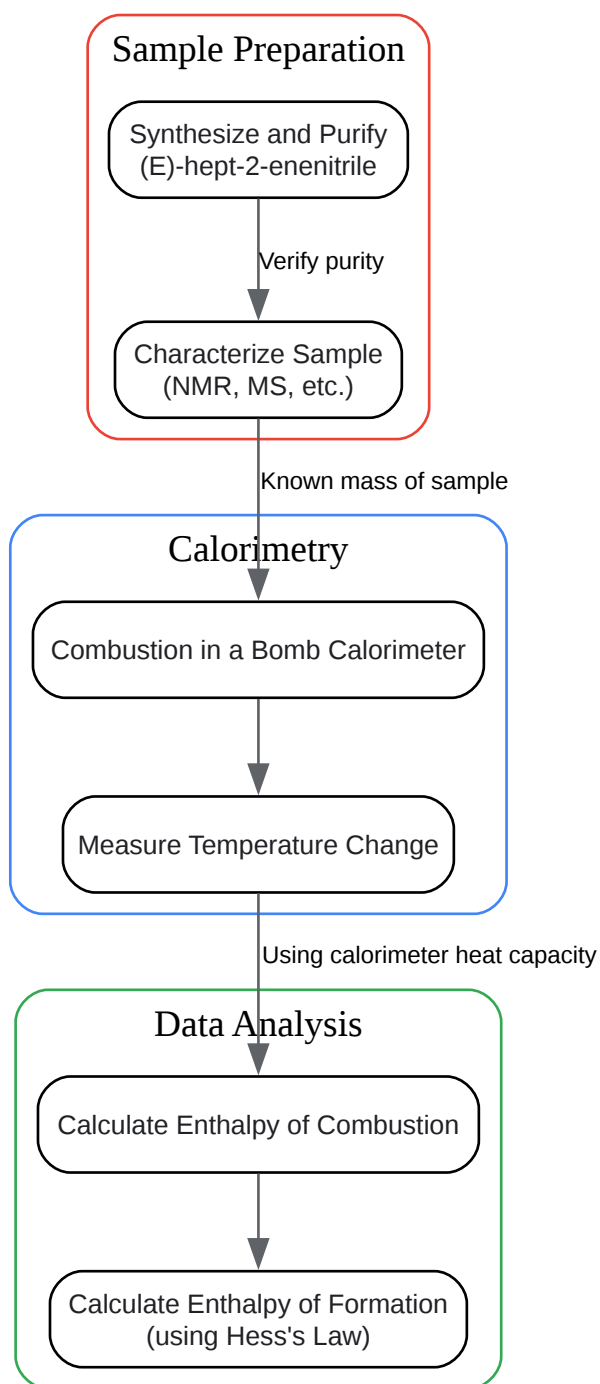 Sample Preparation
Synthesize and Purify
(E)-hept-2-enenitrile
Verify purity
Characterize Sample
(NMR, MS, etc.)
Known mass of sample
Calorimetry
Combustion in a Bomb Calorimeter
Measure Temperature Change
Using calorimeter heat capacity
Data Analysis
Calculate Enthalpy of Combustion
Calculate Enthalpy of Formation
(using Hess's Law)